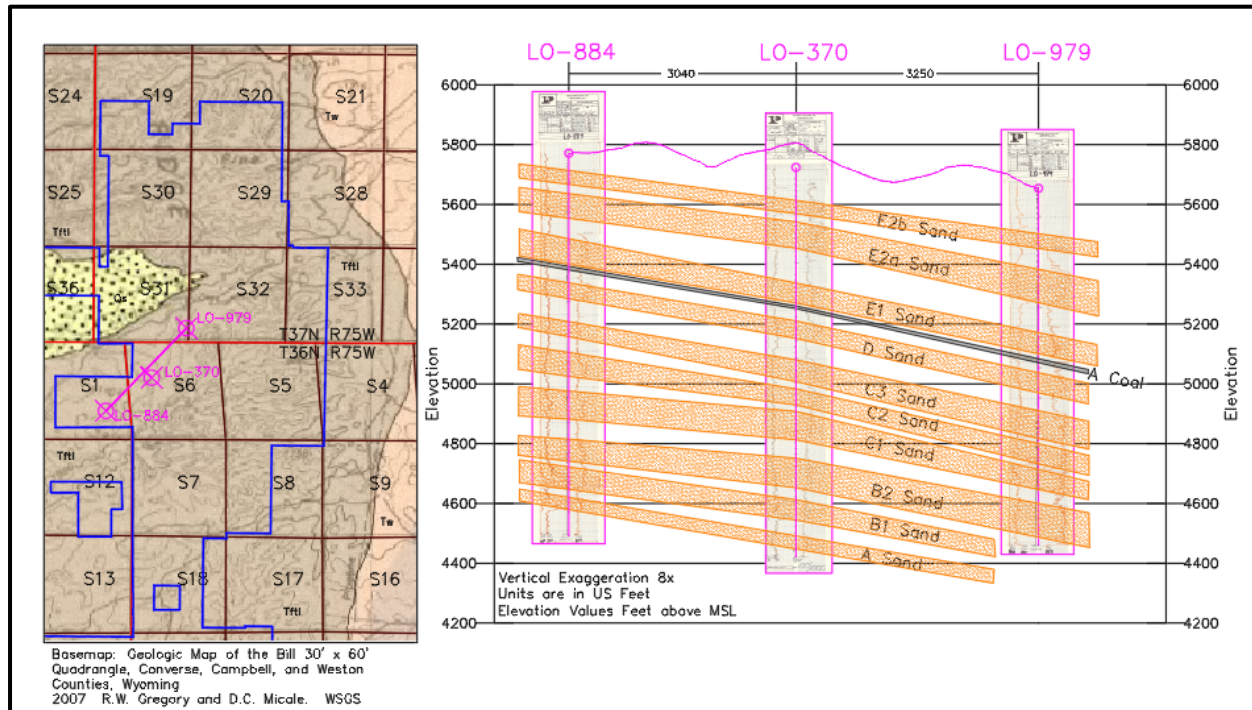 S24
S19
S20
S21
Tw
S25
S30
S29
S28
Tftl
S36
S31
Qs
S32
Tftl
S33
LO-979
T37N R75W
T36N R75W
LO-370
S1
S6
S5
S4
LO-884
Tftl
S12
S7
S8
S9
Tw
S13
S18
S17
S16
Tftl
Basemap: Geologic Map of the Bill 30' x 60'
Quadrangle, Converse, Campbell, and Weston
Counties, Wyoming
2007 R.W. Gregory and D.C. Micale. WSGS
LO-884
LO-370
LO-979
3040
3250
6000
5800
5600
5400
5200
5000
4800
4600
4400
4200
Elevation
E2b Sand
E2a Sand
E1 Sand
D Sand
A Coal
C3 Sand
C2 Sand
C1 Sand
B2 Sand
B1 Sand
A Sand
6000
5800
5600
5400
5200
5000
4800
4600
4400
4200
Elevation
Vertical Exaggeration 8x
Units are in US Feet
Elevation Values Feet above MSL